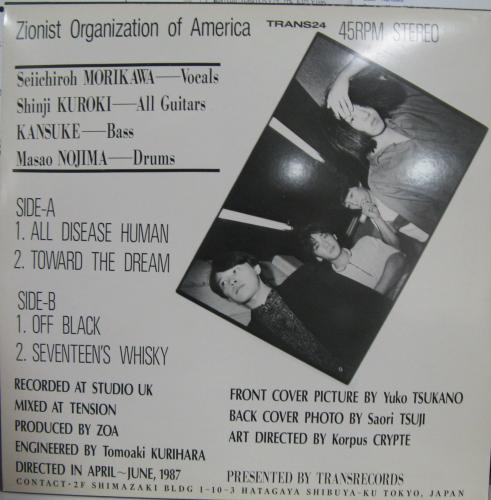 Zionist Organization of America TRANS24 45RPM STEREO
Seiichiroh MORIKAWA—Vocals
Shinji KUROKI—All Guitars
KANSUKE—Bass
Masao NOJIMA—Drums
SIDE-A
1. ALL DISEASE HUMAN
2. TOWARD THE DREAM
SIDE-B
1. OFF BLACK
2. SEVENTEEN'S WHISKY
RECORDED AT STUDIO UK
MIXED AT TENSION
PRODUCED BY ZOA
ENGINEERED BY Tomoaki KURIHARA
DIRECTED IN APRIL~JUNE, 1987
FRONT COVER PICTURE BY Yuko TSUKANO
BACK COVER PHOTO BY Saori TSUJI
ART DIRECTED BY Korpus CRYPTE
PRESENTED BY TRANSRECORDS
CONTACT·2F SHIMAZAKI BLDG 1-10-3 HATAGAYA SHIBUYA-KU TOKYO, JAPAN